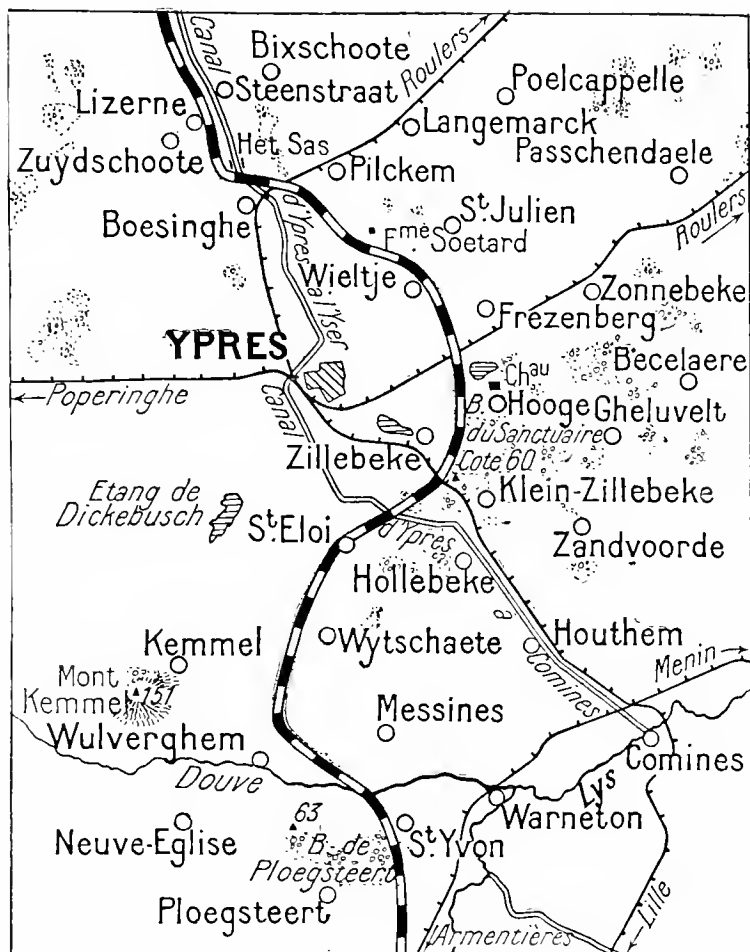 Canal
Bixschoote
Roulers
Steenstraat
Poelcappelle
Lizerne
Langemarck
Het Sas
Zuydschoote
Pilckem
Passchendaele
Boesinghe
d'Ypres à l'Yser
St Julien
Fme Soetard
Roulers
Wieltje
Zonnebeke
Frezenberg
YPRES
Becelaere
Chau
Poperinghe
Canal
B. Hooge
Gheluvelt
du Sanctuaire
Zillebeke
Cote 60
Etang de
Dickebusch
Klein-Zillebeke
St Eloi
d'Ypres
Zandvoorde
Hollebeke
à
Kemmel
Wytschaete
Houthem
Comines
Menin
Mont
Kemmel
151
Messines
Wulverghem
Comines
Douve
Lys
63
Warneton
Neuve-Eglise
B. de
Ploegsteert
St Yvon
Ploegsteert
Armentières
Lille